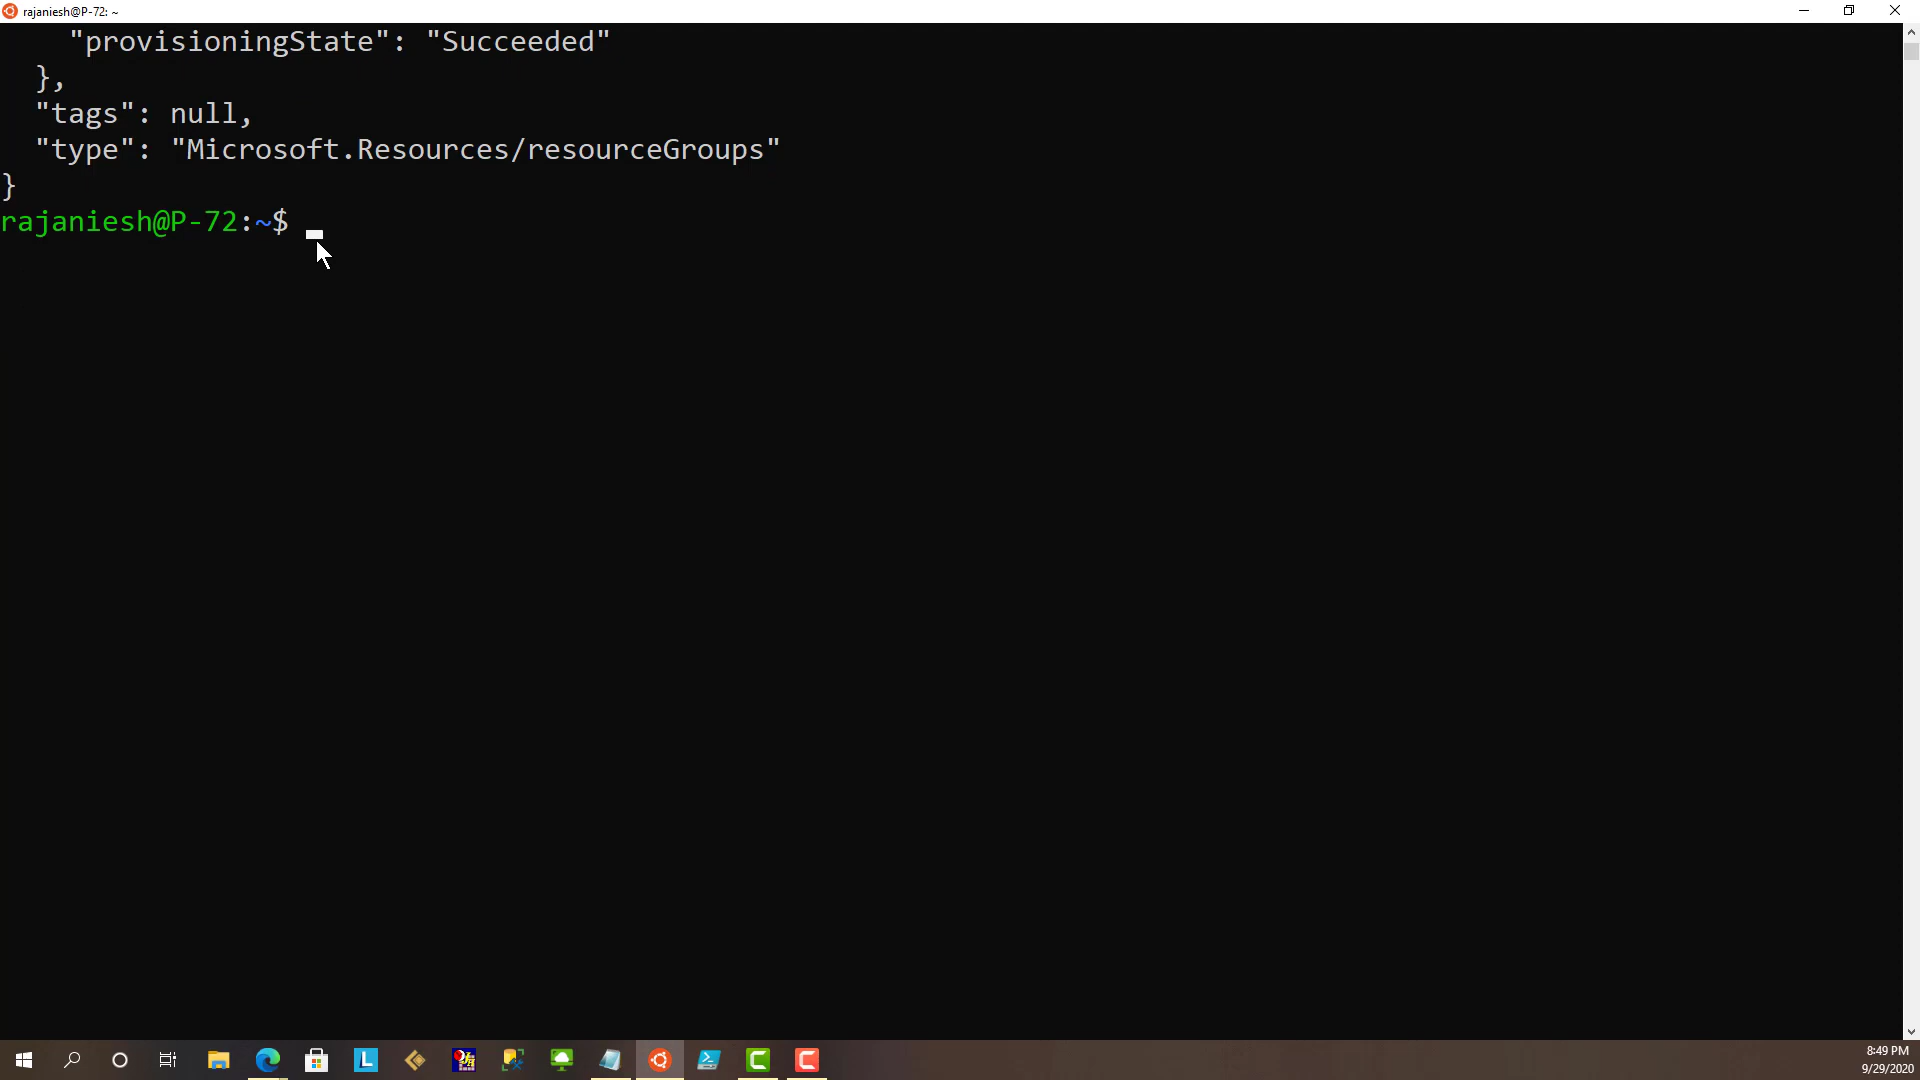 rajaniesh@P-72: ~
"provisioningState": "Succeeded"
},
"tags": null,
"type": "Microsoft.Resources/resourceGroups"
}
rajaniesh@P-72:~$
L
8:49 PM
9/29/2020